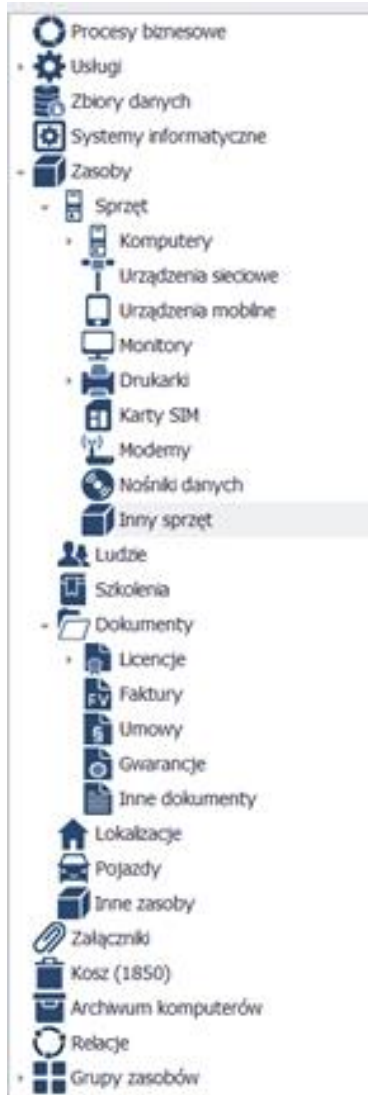 Procesy biznesowe
Usługi
Zbiory danych
Systemy informatyczne
Zasoby
Sprzęt
Komputery
Urządzenia sieciowe
Urządzenia mobilne
Monitory
Drukarki
Karty SIM
Modemy
Nośniki danych
Inny sprzęt
Ludzie
Szkolenia
Dokumenty
Licencje
FV Faktury
§ Umowy
Gwarancje
Inne dokumenty
Lokalizacje
Pojazdy
Inne zasoby
Załączniki
Kosz (1850)
Archiwum komputerów
Relacje
Grupy zasobów